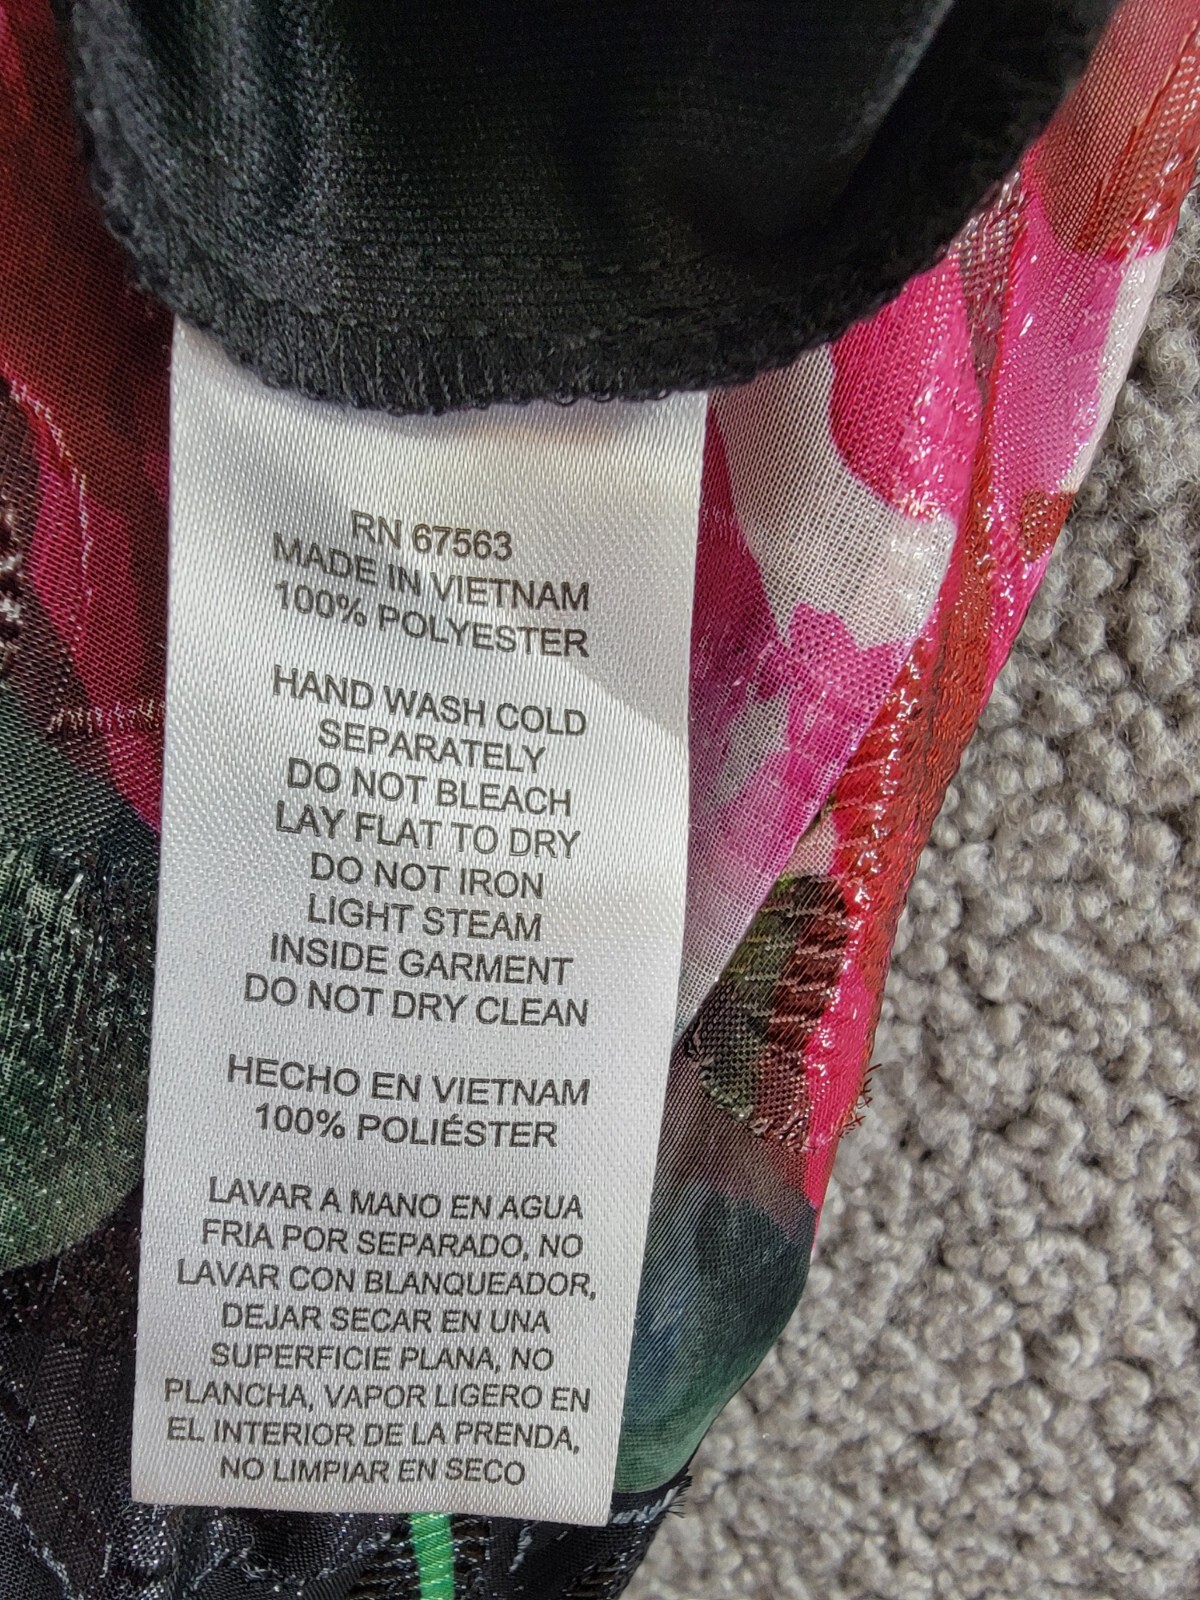 RN 67563
MADE IN VIETNAM
100% POLYESTER
HAND WASH COLD
SEPARATELY
DO NOT BLEACH
LAY FLAT TO DRY
DO NOT IRON
LIGHT STEAM
INSIDE GARMENT
DO NOT DRY CLEAN
HECHO EN VIETNAM
100% POLIÉSTER
LAVAR A MANO EN AGUA
FRIA POR SEPARADO, NO
LAVAR CON BLANQUEADOR,
DEJAR SECAR EN UNA
SUPERFICIE PLANA, NO
PLANCHA, VAPOR LIGERO EN
EL INTERIOR DE LA PRENDA,
NO LIMPIAR EN SECO